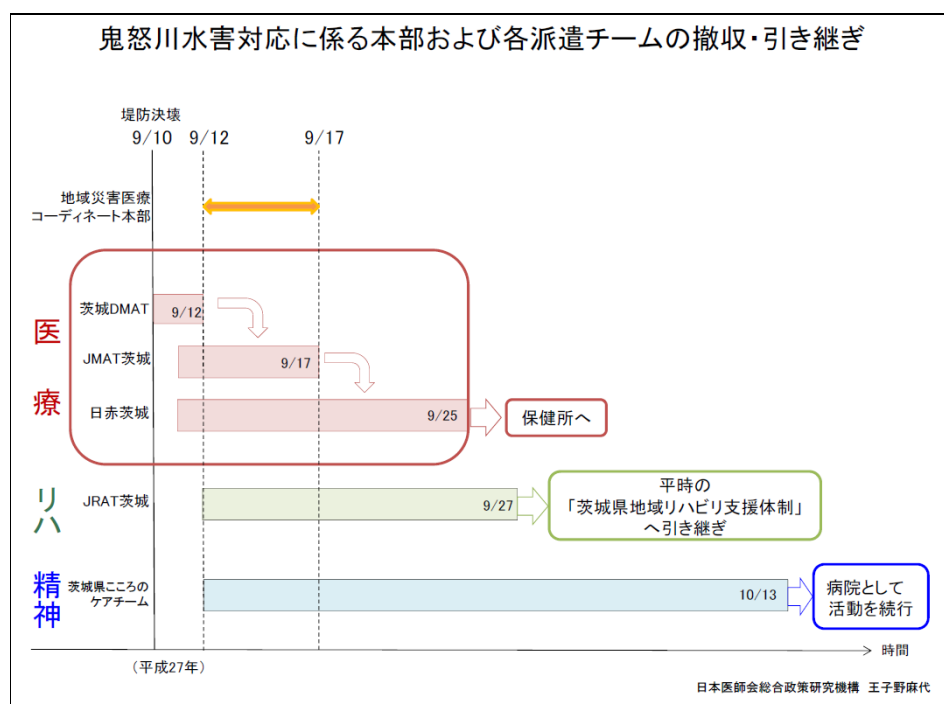 鬼怒川水害対応に係る本部および各派遣チームの撤収・引き継ぎ
堤防決壊
9/10 9/12 9/17
地域災害医療
コーディネート本部
医療
茨城DMAT
9/12
JMAT茨城
9/17
日赤茨城
9/25
保健所へ
リハ
JRAT茨城
9/27
平時の
「茨城県地域リハビリ支援体制」
へ引き継ぎ
精神
茨城県こころの
ケアチーム
10/13
病院として
活動を続行
時間
(平成27年)
日本医師会総合政策研究機構 王子野麻代